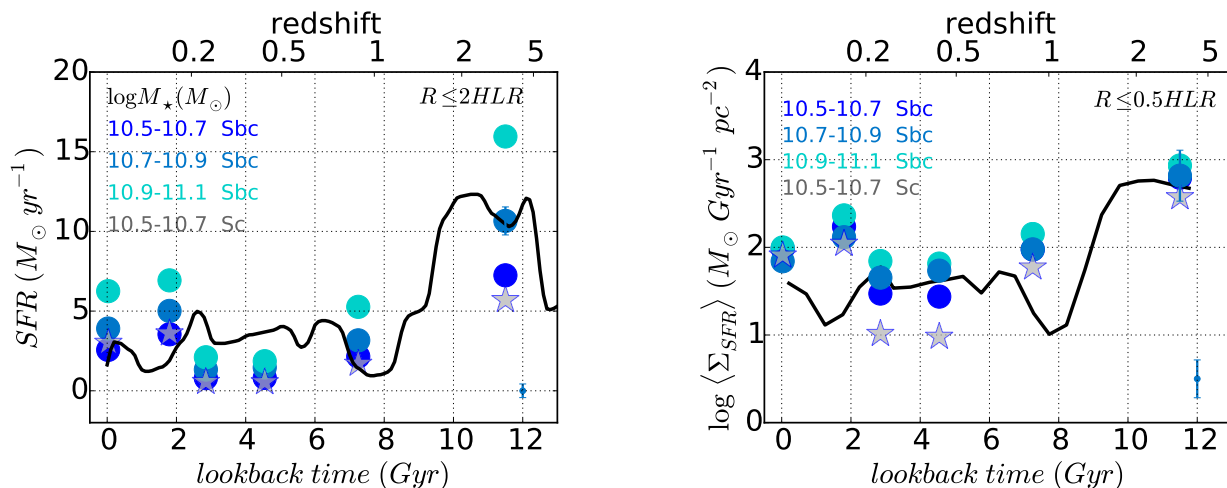 redshift
0.2 0.5 1 2 5
20
15
10
5
0
SFR (M⊙ yr⁻¹)
logM⋆(M⊙)
R ≤ 2HLR
10.5-10.7 Sbc
10.7-10.9 Sbc
10.9-11.1 Sbc
10.5-10.7 Sc
0 2 4 6 8 10 12
lookback time (Gyr)
redshift
0.2 0.5 1 2 5
4
3
2
1
0
log ⟨Σ_SFR⟩ (M⊙ Gyr⁻¹ pc⁻²)
R ≤ 0.5HLR
10.5-10.7 Sbc
10.7-10.9 Sbc
10.9-11.1 Sbc
10.5-10.7 Sc
0 2 4 6 8 10 12
lookback time (Gyr)